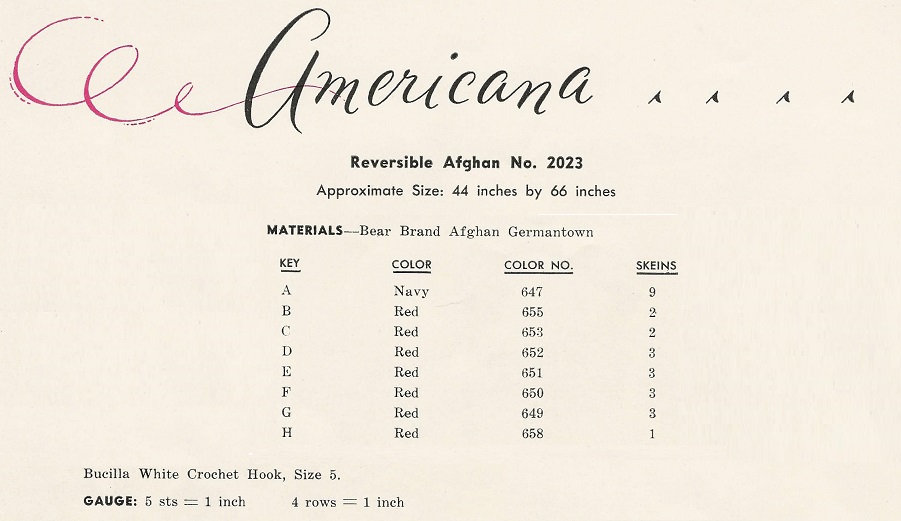 Americana
Reversible Afghan No. 2023
Approximate Size: 44 inches by 66 inches
MATERIALS—Bear Brand Afghan Germantown
KEY COLOR COLOR NO. SKEINS
A Navy 647 9
B Red 655 2
C Red 653 2
D Red 652 3
E Red 651 3
F Red 650 3
G Red 649 3
H Red 658 1
Bucilla White Crochet Hook, Size 5.
GAUGE: 5 sts = 1 inch 4 rows = 1 inch